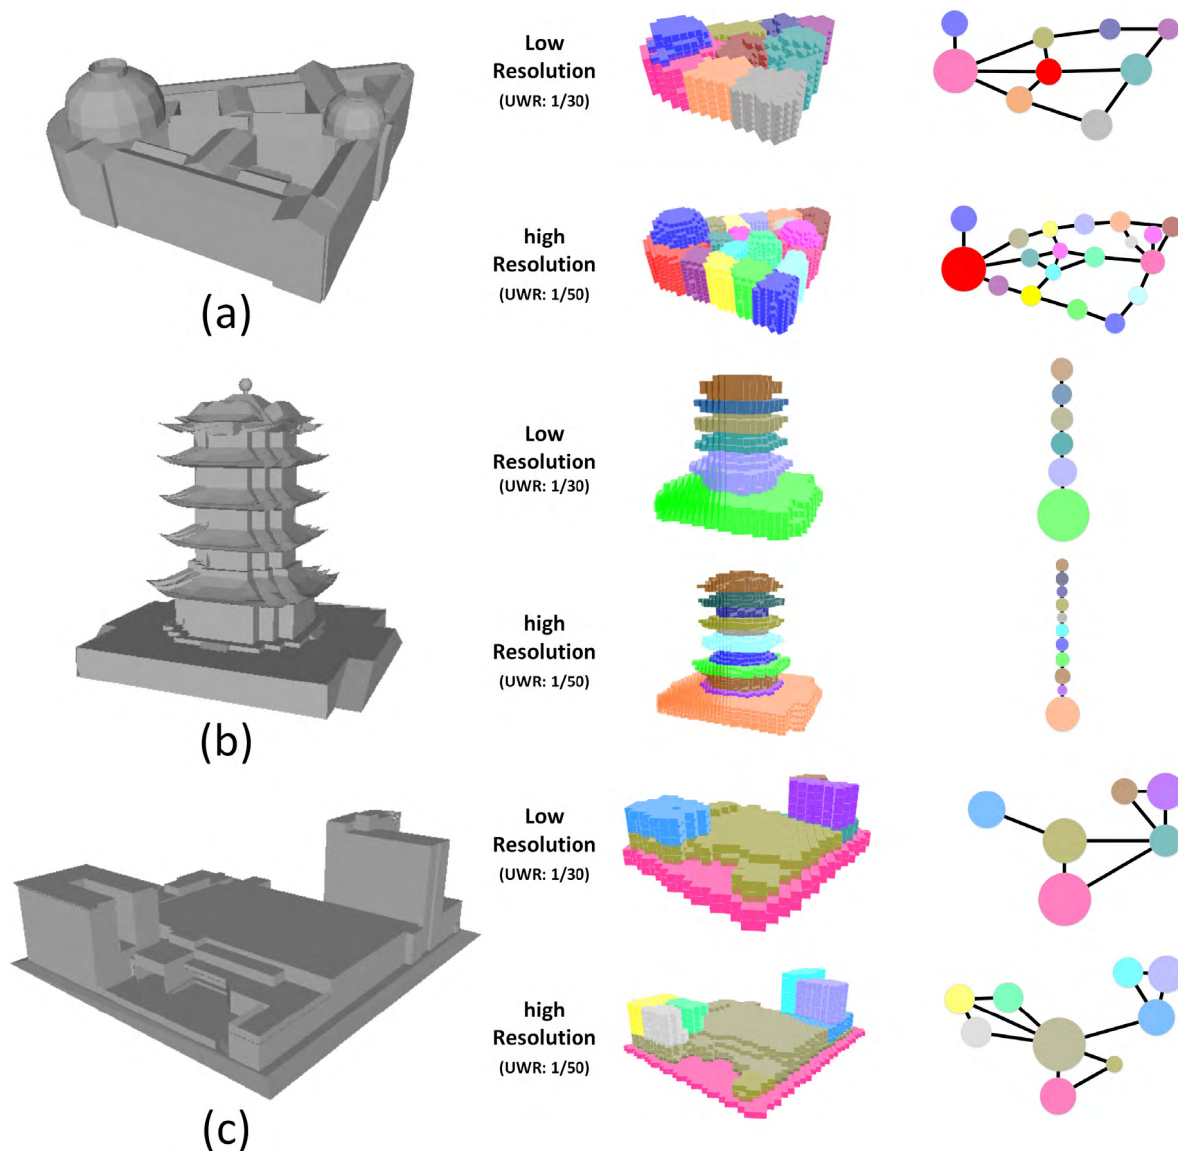 Low
Resolution
(UWR: 1/30)
high
Resolution
(UWR: 1/50)
(a)
Low
Resolution
(UWR: 1/30)
high
Resolution
(UWR: 1/50)
(b)
Low
Resolution
(UWR: 1/30)
high
Resolution
(UWR: 1/50)
(c)